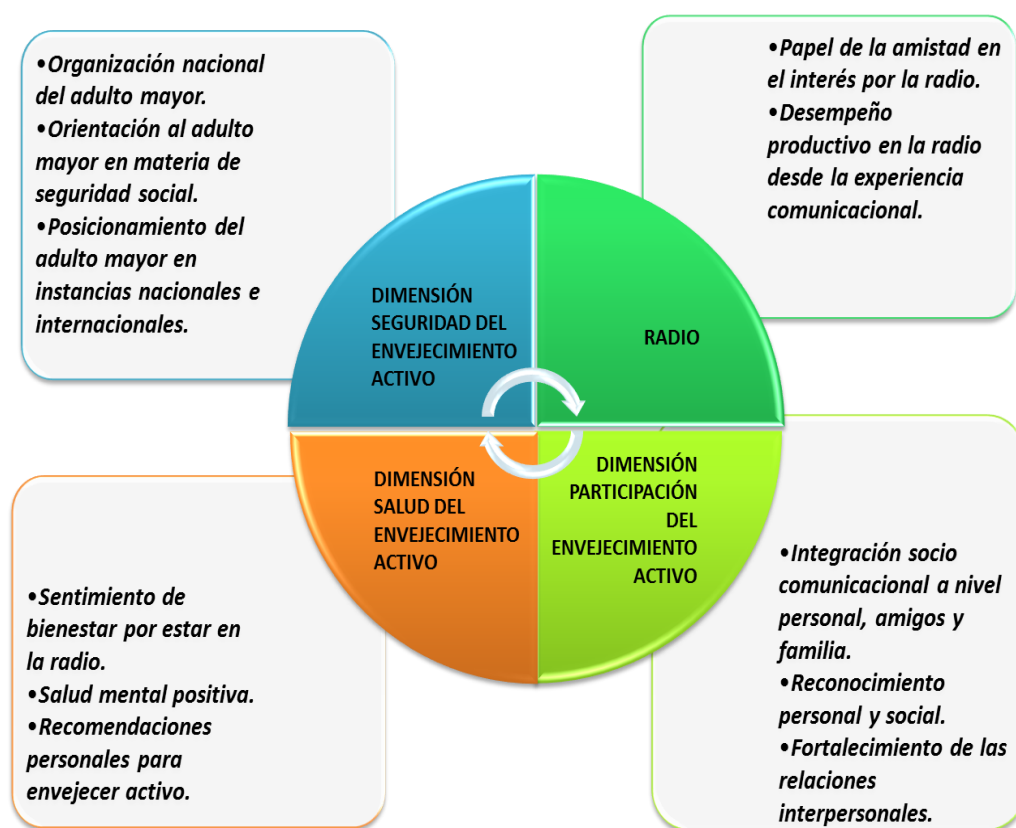 •Organización nacional
del adulto mayor.
•Orientación al adulto
mayor en materia de
seguridad social.
•Posicionamiento del
adulto mayor en
instancias nacionales e
internacionales.
•Papel de la amistad en
el interés por la radio.
•Desempeño
productivo en la radio
desde la experiencia
comunicacional.
DIMENSIÓN
SEGURIDAD DEL
ENVEJECIMIENTO
ACTIVO
RADIO
DIMENSIÓN
SALUD DEL
ENVEJECIMIENTO
ACTIVO
DIMENSIÓN
PARTICIPACIÓN
DEL
ENVEJECIMIENTO
ACTIVO
•Sentimiento de
bienestar por estar en
la radio.
•Salud mental positiva.
•Recomendaciones
personales para
envejecer activo.
•Integración socio
comunicacional a nivel
personal, amigos y
familia.
•Reconocimiento
personal y social.
•Fortalecimiento de las
relaciones
interpersonales.